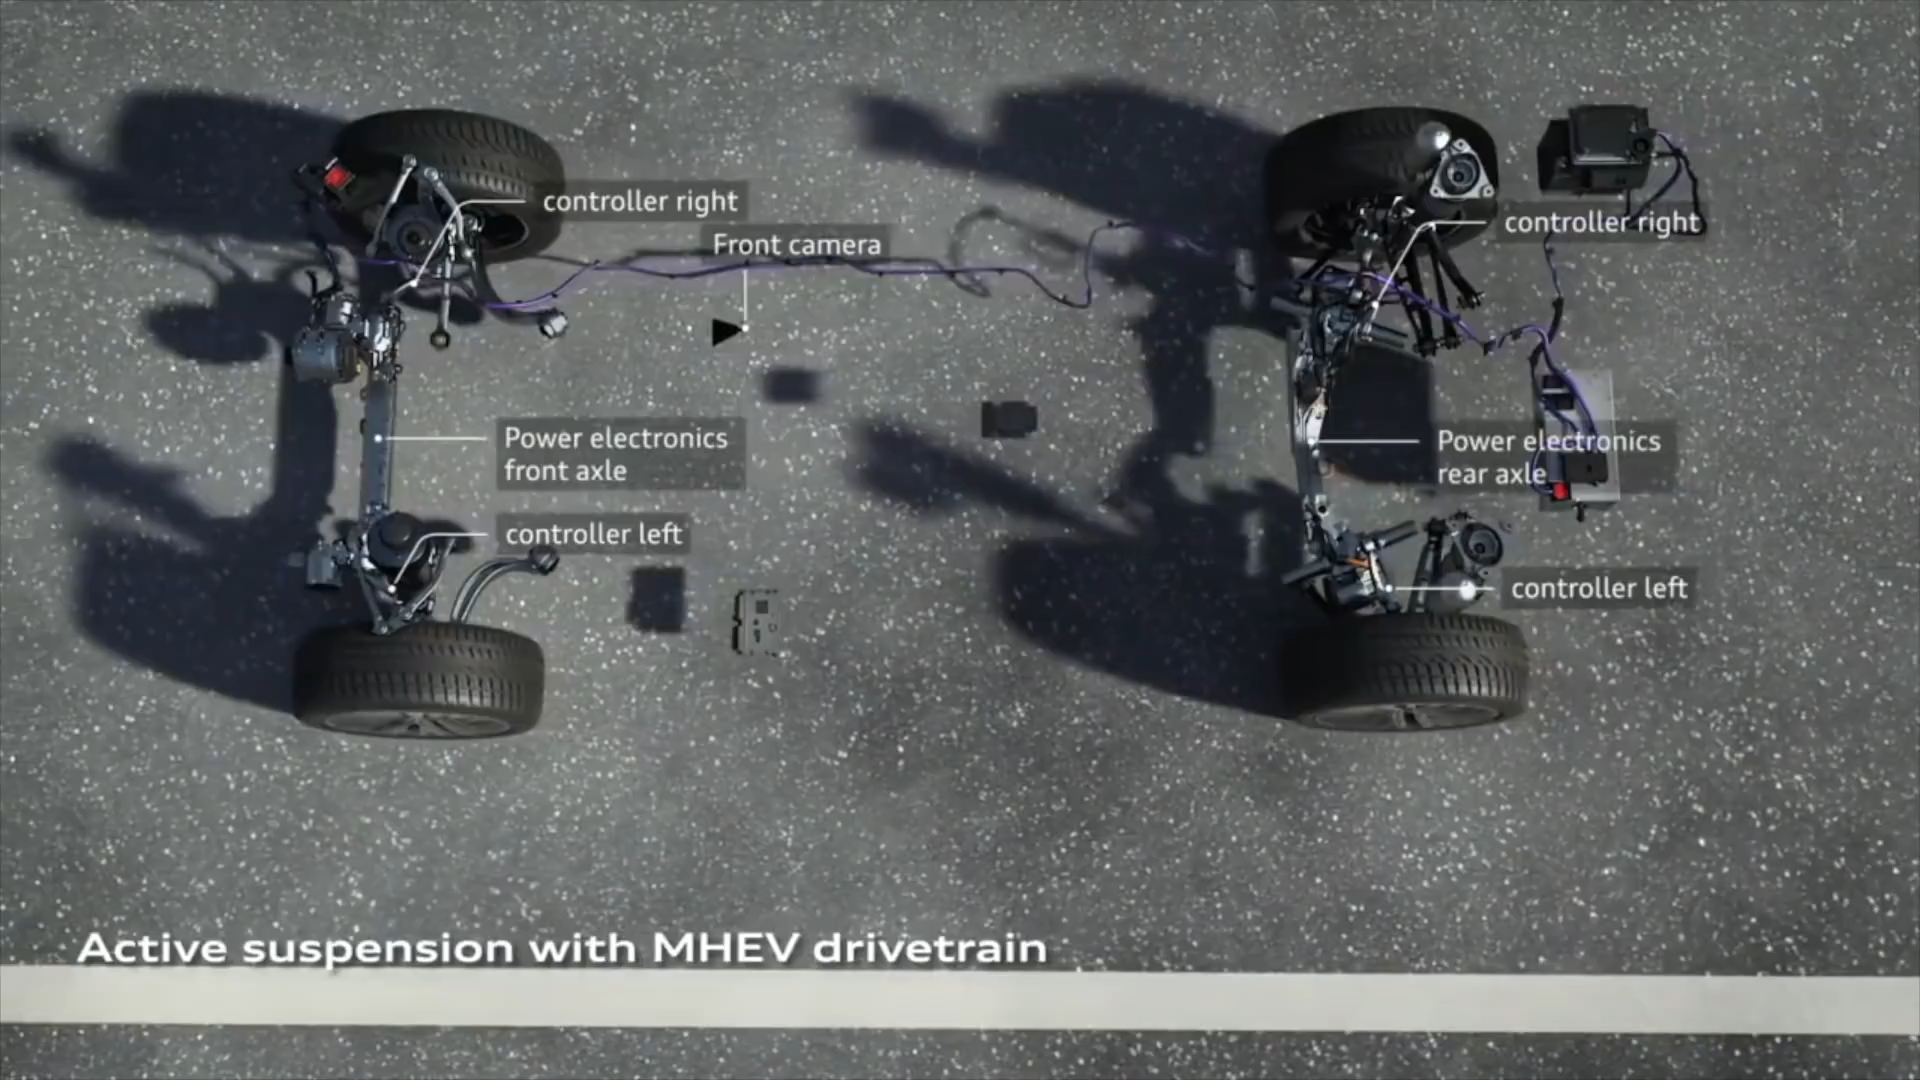 controller right
controller right
Front camera
Power electronics
front axle
Power electronics
rear axle
controller left
controller left
Active suspension with MHEV drivetrain